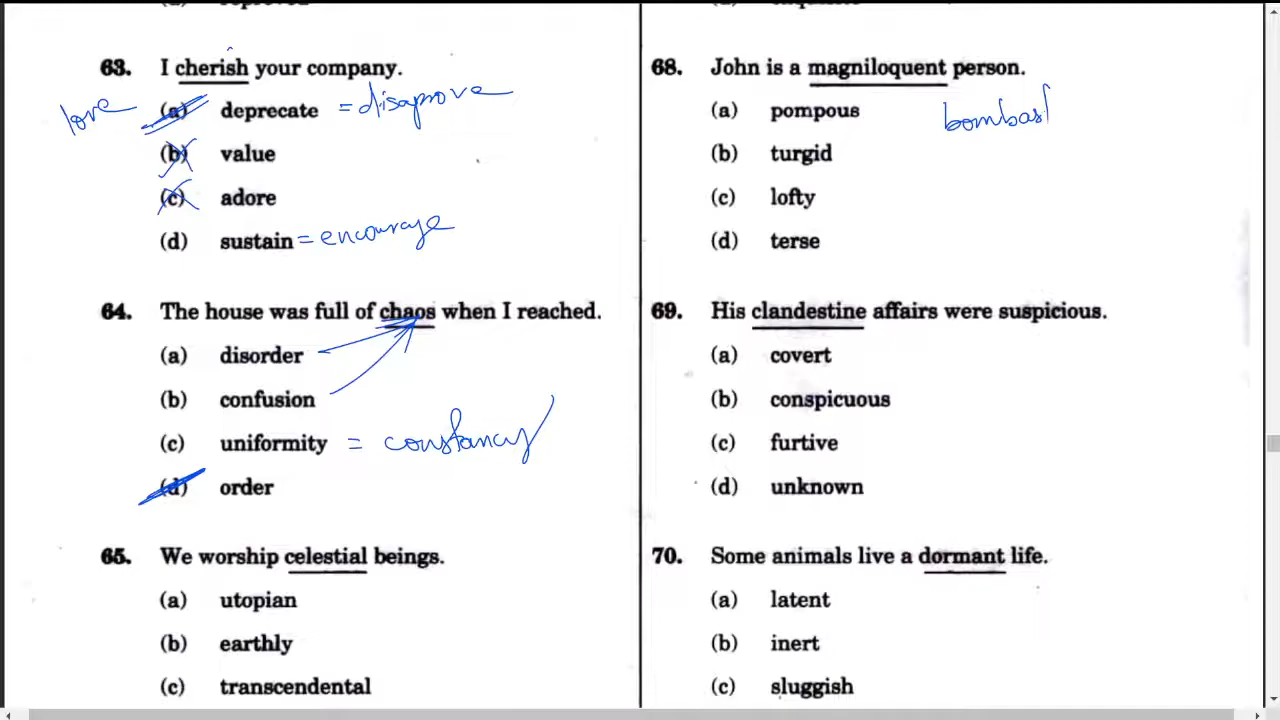 63. I cherish your company.
love (a) deprecate = disaprove
(b) value
(c) adore
(d) sustain = encourage
64. The house was full of chaos when I reached.
(a) disorder
(b) confusion
(c) uniformity = constancy
(d) order
65. We worship celestial beings.
(a) utopian
(b) earthly
(c) transcendental
68. John is a magniloquent person.
(a) pompous bombast
(b) turgid
(c) lofty
(d) terse
69. His clandestine affairs were suspicious.
(a) covert
(b) conspicuous
(c) furtive
(d) unknown
70. Some animals live a dormant life.
(a) latent
(b) inert
(c) sluggish